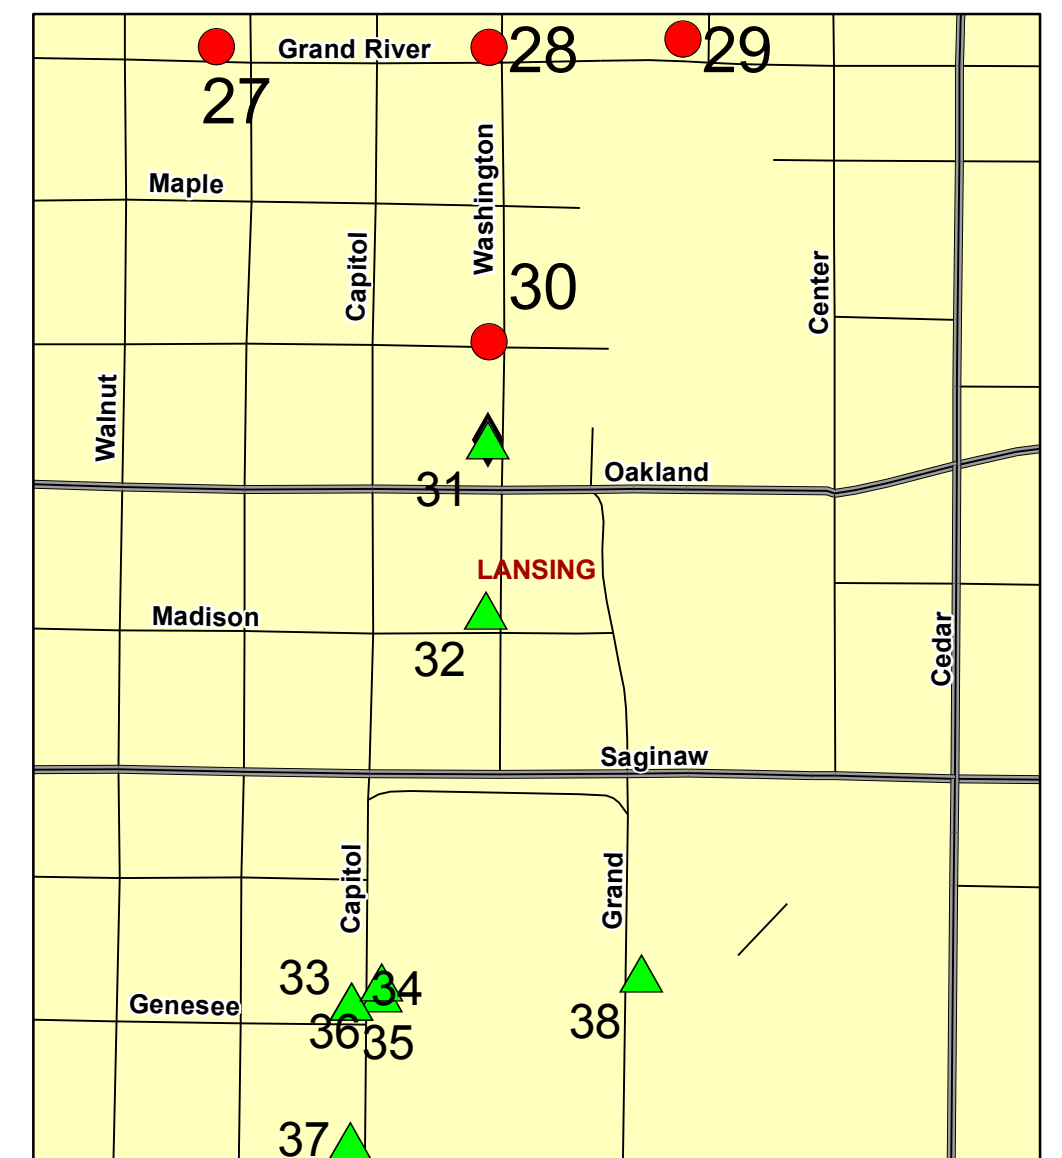 Grand River
28
29
27
Maple
Washington
Capitol
30
Center
Walnut
31
Oakland
LANSING
Madison
32
Cedar
Saginaw
Capitol
Grand
33
34
Genesee
36
35
38
37